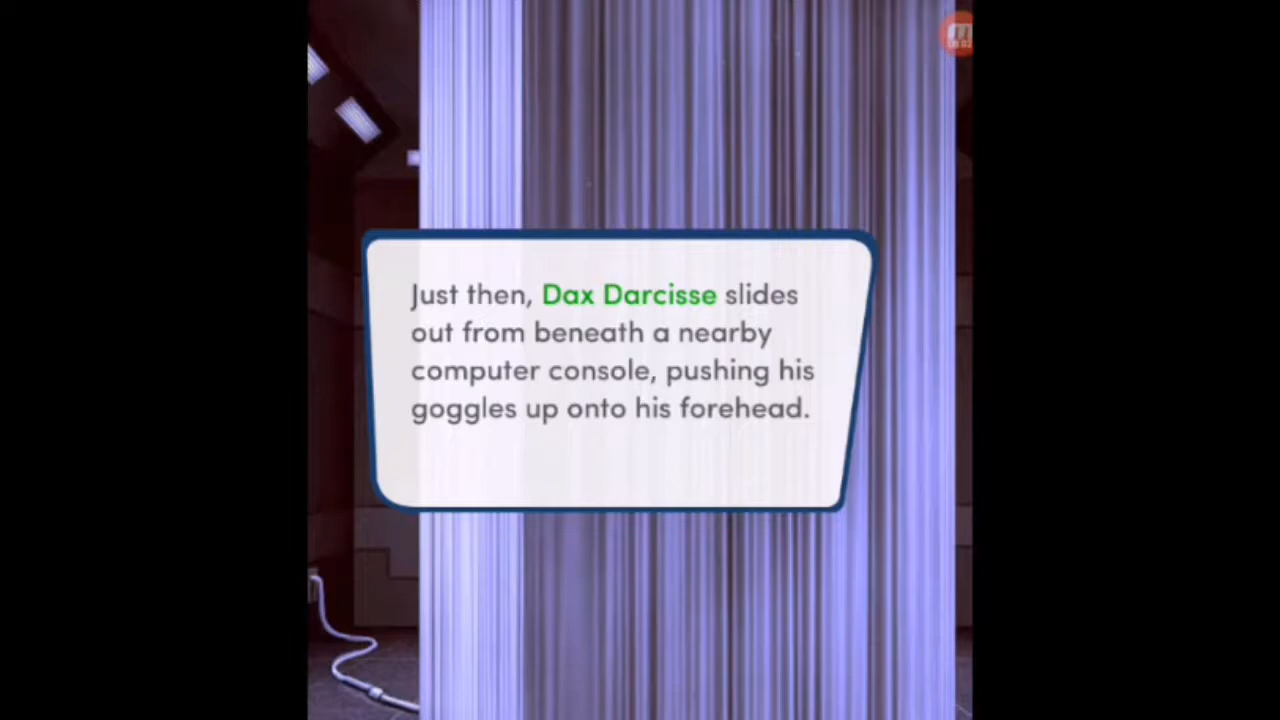 Just then, Dax Darcisse slides
out from beneath a nearby
computer console, pushing his
goggles up onto his forehead.